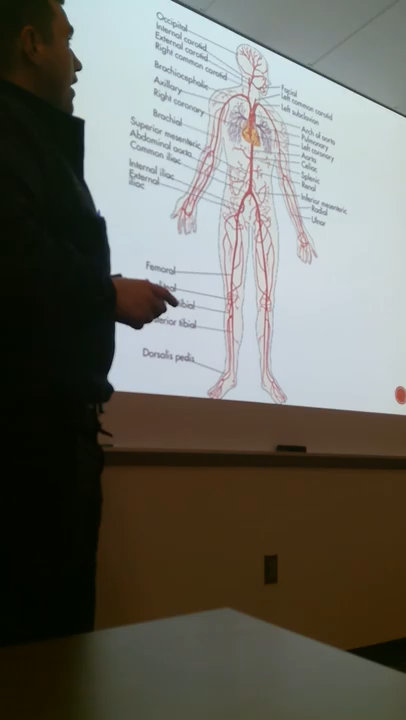 Occipital
Internal carotid
External carotid
Right common carotid
Brachiocephalic
Axillary
Right coronary
Brachial
Superior mesenteric
Abdominal aorta
Common iliac
Internal iliac
External
iliac
Femoral
tibial
tibial
Dorsalis pedis
Facial
Left common carotid
Left subclavian
Arch of aorta
Pulmonary
Left coronary
Aorta
Celiac
Splenic
Renal
Inferior mesenteric
Radial
Ulnar